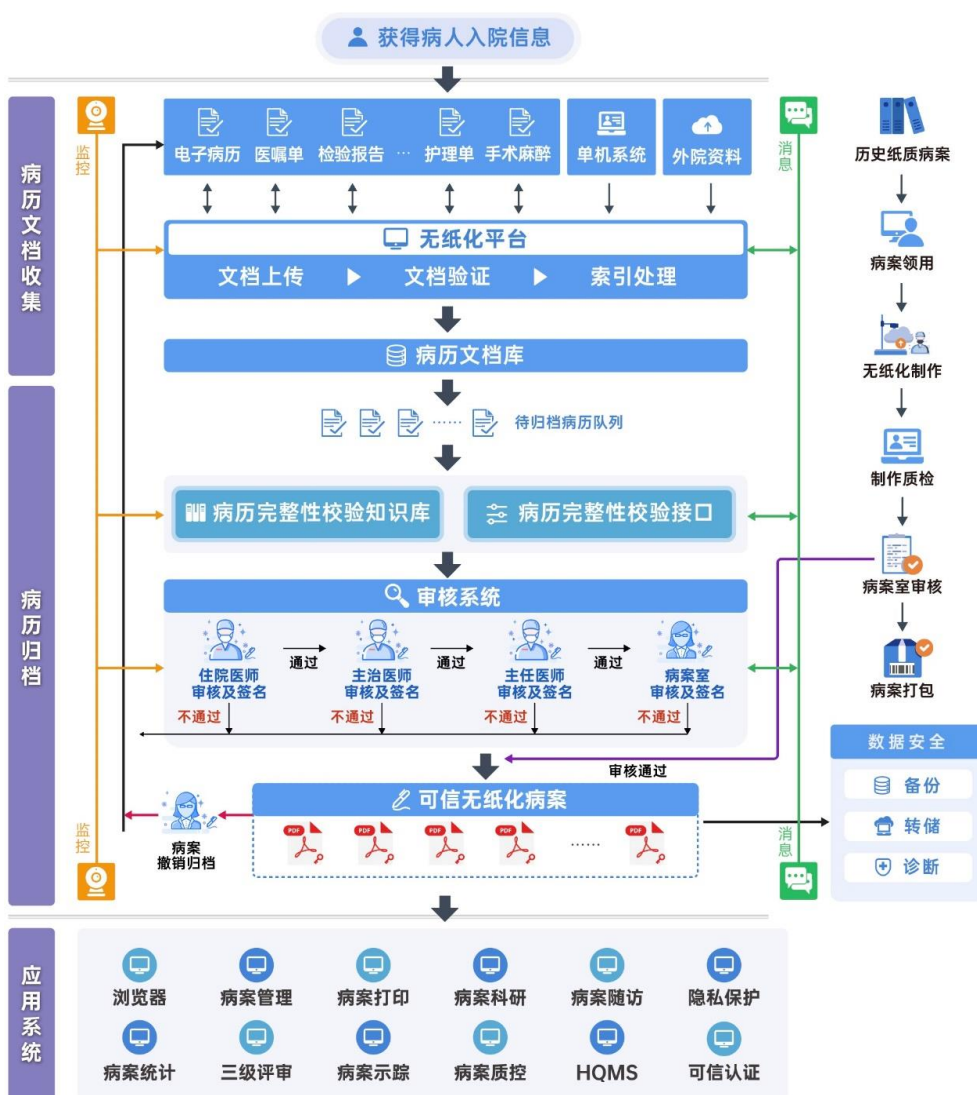 获得病人入院信息
病历文档收集
监控
电子病历
医嘱单
检验报告
…
护理单
手术麻醉
单机系统
外院资料
消息
无纸化平台
文档上传
文档验证
索引处理
病历文档库
病历归档
…… 待归档病历队列
病历完整性校验知识库
病历完整性校验接口
审核系统
住院医师
审核及签名
通过
主治医师
审核及签名
通过
主任医师
审核及签名
通过
病案室
审核及签名
不通过
不通过
不通过
不通过
审核通过
可信无纸化病案
PDF
PDF
PDF
PDF
PDF
……
PDF
病案
撤销归档
监控
消息
历史纸质病案
病案领用
无纸化制作
制作质检
病案室审核
病案打包
数据安全
备份
转储
诊断
应用系统
浏览器
病案管理
病案打印
病案科研
病案随访
隐私保护
病案统计
三级评审
病案示踪
病案质控
HQMS
可信认证